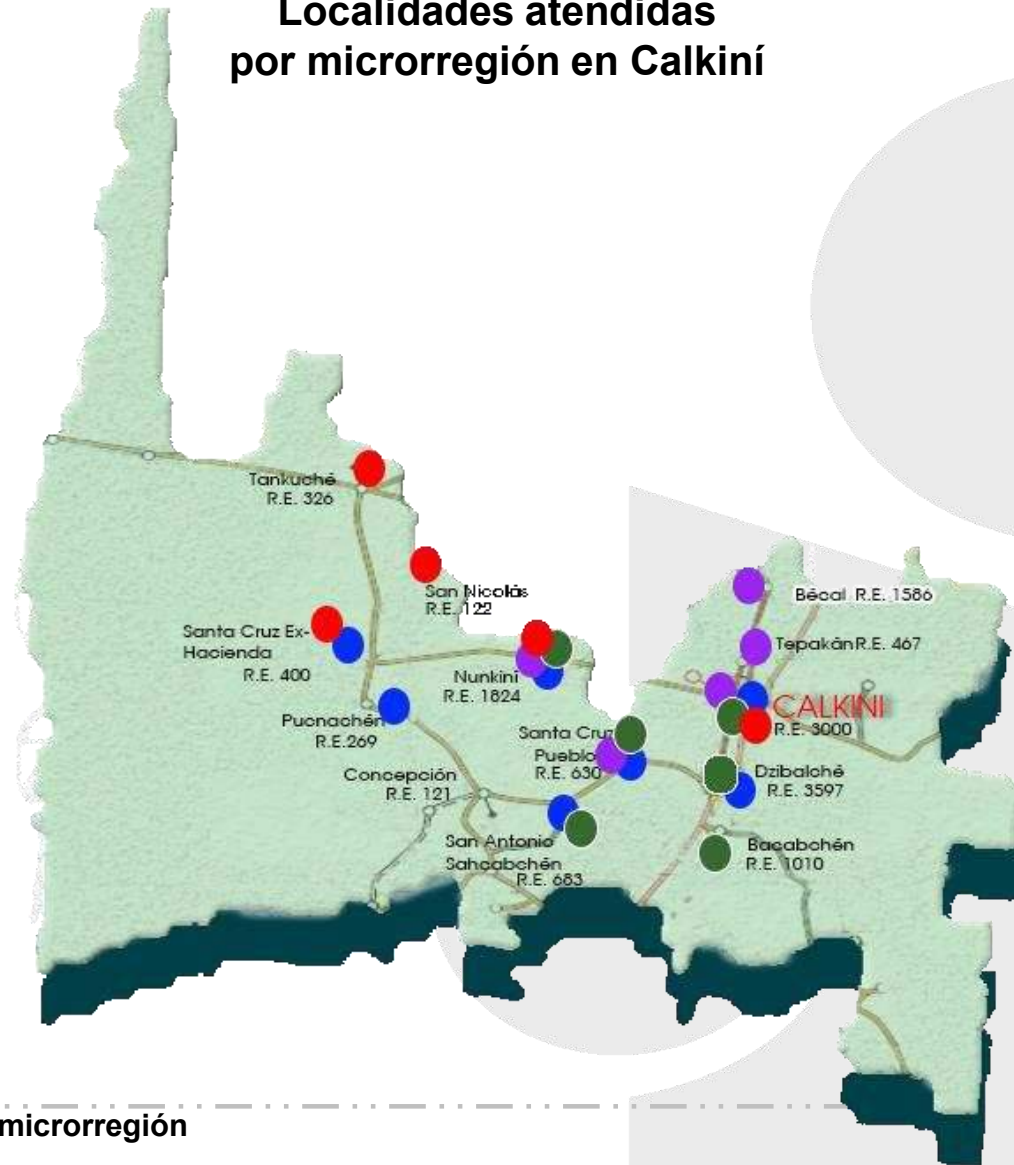 Localidades atendidas
por microrregión en Calkiní
Tankuché
R.E. 326
San Nicolás
R.E. 122
Santa Cruz Ex-
Hacienda
R.E. 400
Nunkiní
R.E. 1824
Pucnachén
R.E.269
Concepción
R.E. 121
Santa Cruz
Pueblo
R.E. 630
San Antonio
Sahcabchén
R.E. 683
Bécal R.E. 1586
Tepakán R.E. 467
CALKINI
R.E. 3000
Dzibalché
R.E. 3597
Bacabchén
R.E. 1010
microrregión